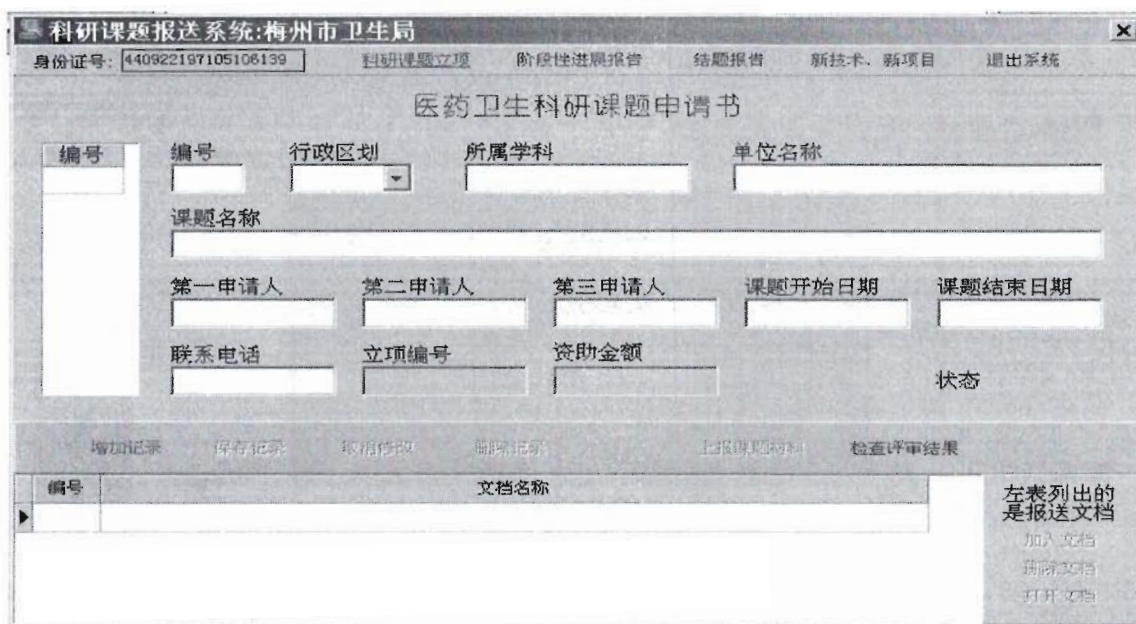 科研课题报送系统:梅州市卫生局
身份证号: 440922197105106139 科研课题立项 阶段性进展报告 结题报告 新技术、新项目 退出系统
医药卫生科研课题申请书
编号 编号 行政区划 所属学科 单位名称
课题名称
第一申请人 第二申请人 第三申请人 课题开始日期 课题结束日期
联系电话 立项编号 资助金额 状态
增加记录 保存记录 取消修改 删除记录 上报课题材料 检查评审结果
编号 文档名称 左表列出的
是报送文档
加入文档
删除文档
打开文档